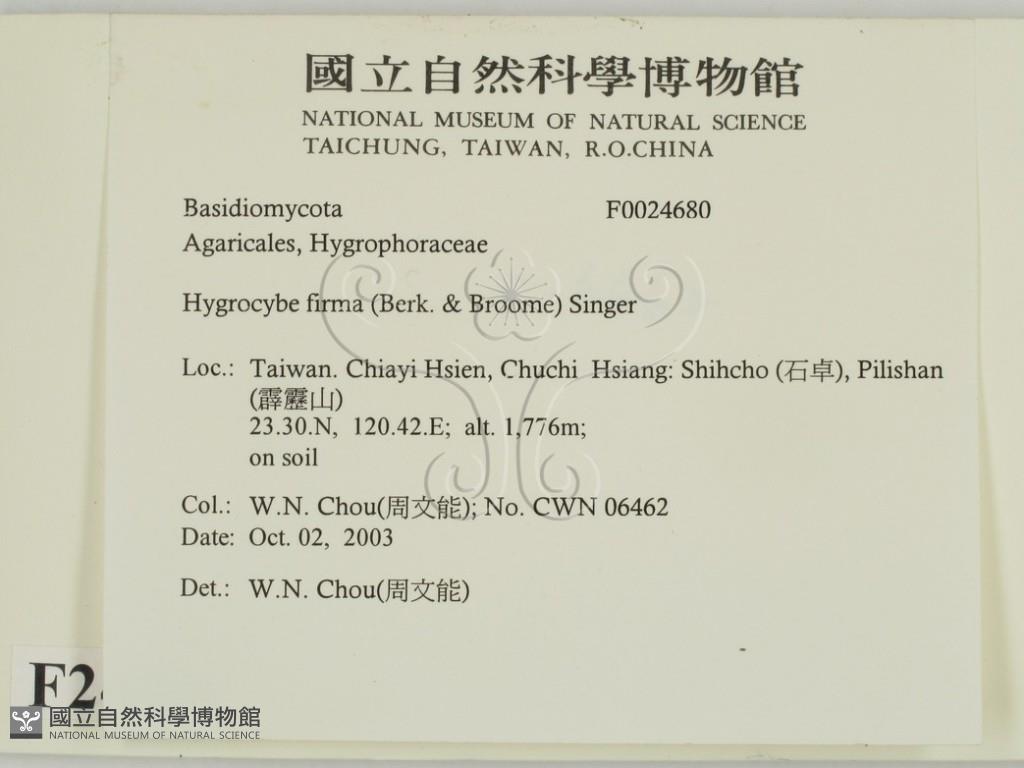 國立自然科學博物館
NATIONAL MUSEUM OF NATURAL SCIENCE
TAICHUNG, TAIWAN, R.O.CHINA
Basidiomycota F0024680
Agaricales, Hygrophoraceae
Hygrocybe firma (Berk. & Broome) Singer
Loc.: Taiwan. Chiayi Hsien, Chuchi Hsiang: Shihcho (石卓), Pilishan
(霹靂山)
23.30.N, 120.42.E; alt. 1,776m;
on soil
Col.: W.N. Chou(周文能); No. CWN 06462
Date: Oct. 02, 2003
Det.: W.N. Chou(周文能)
F2
國立自然科學博物館
NATIONAL MUSEUM OF NATURAL SCIENCE